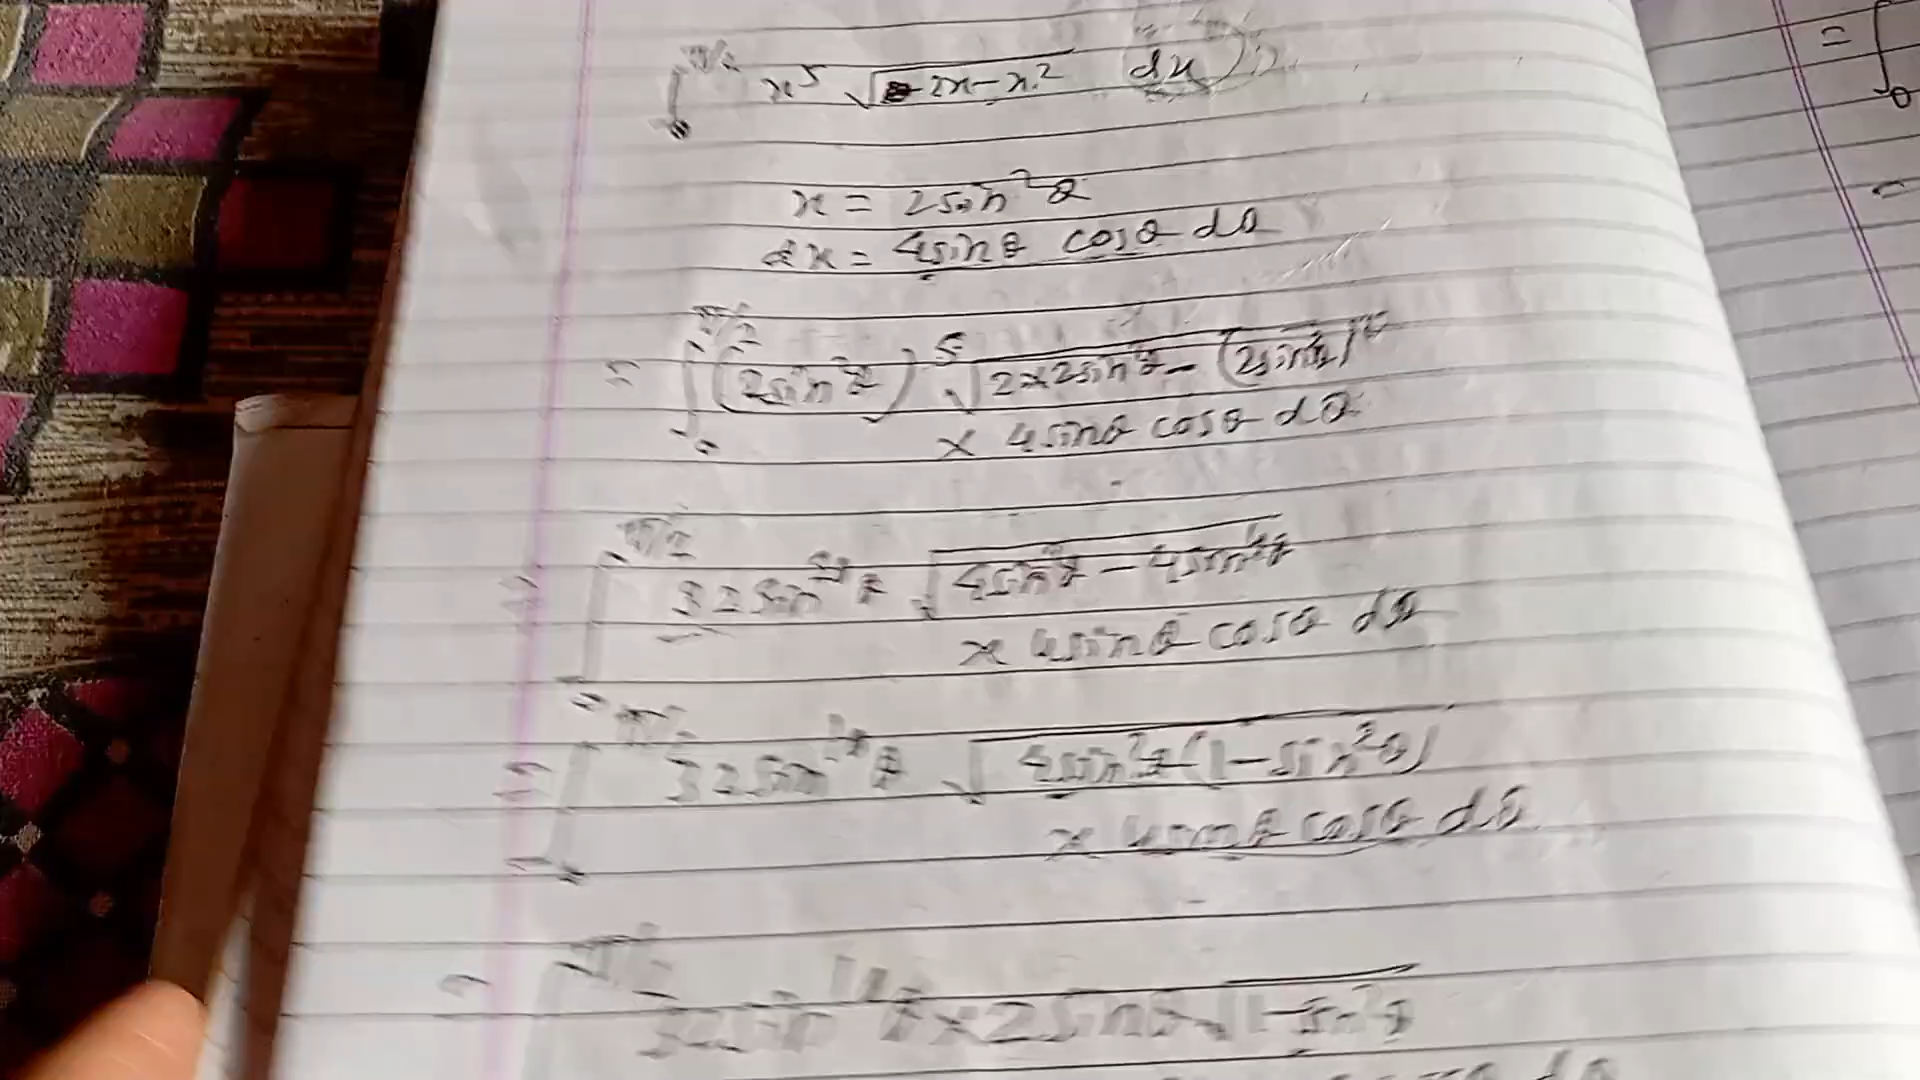 ∫₀^π/2 x⁵ √2x-x² dx
x = 2sin²θ
dx = 4sinθ cosθ dθ
= ∫₀^π/2 (2sin²θ)⁵ √2×2sin²θ - (2sin²θ)²
× 4sinθ cosθ dθ
= ∫₀^π/2 32sin¹⁰θ √4sin²θ - 4sin⁴θ
× 4sinθ cosθ dθ
= ∫₀^π/2 32sin¹⁰θ √4sin²θ(1-sin²θ)
× 4sinθ cosθ dθ
= ∫ π/2 32sin¹⁰θ × 2sinθ √1-sin²θ
dθ
= ∫₀